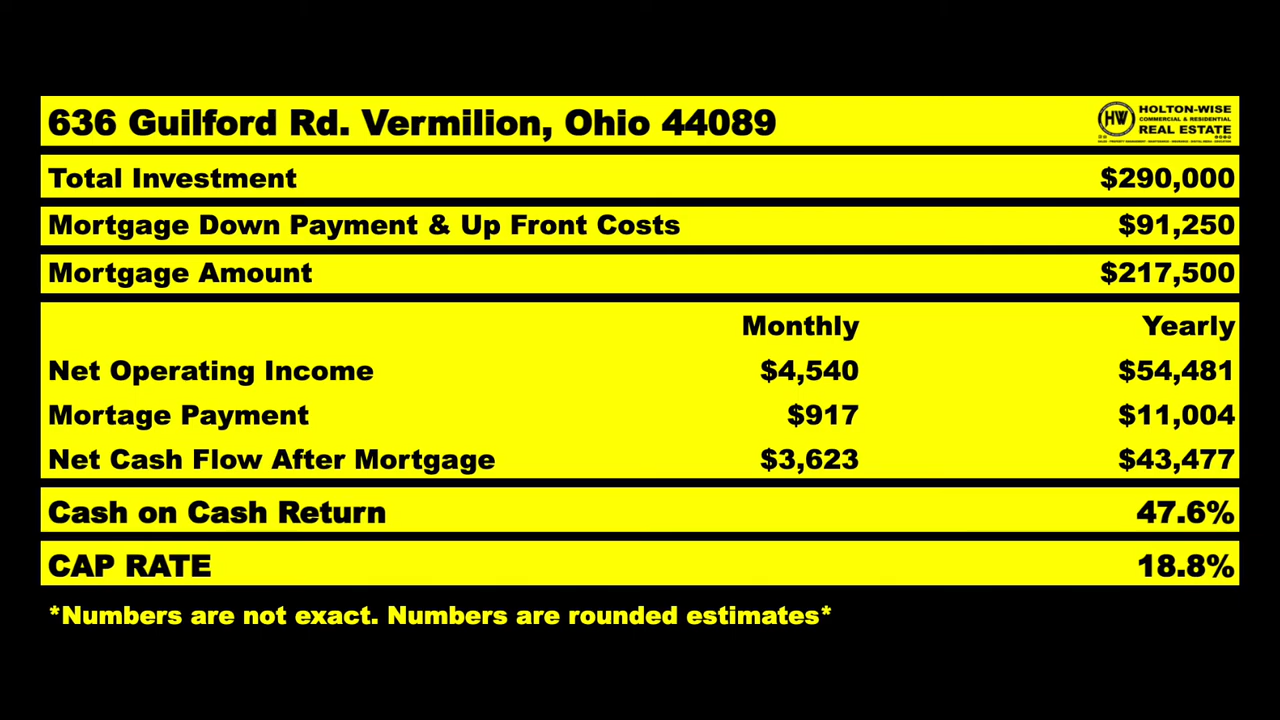 636 Guilford Rd. Vermilion, Ohio 44089
HW
HOLTON-WISE
COMMERCIAL & RESIDENTIAL
REAL ESTATE
Total Investment $290,000
Mortgage Down Payment & Up Front Costs $91,250
Mortgage Amount $217,500
Monthly Yearly
Net Operating Income $4,540 $54,481
Mortage Payment $917 $11,004
Net Cash Flow After Mortgage $3,623 $43,477
Cash on Cash Return 47.6%
CAP RATE 18.8%
*Numbers are not exact. Numbers are rounded estimates*